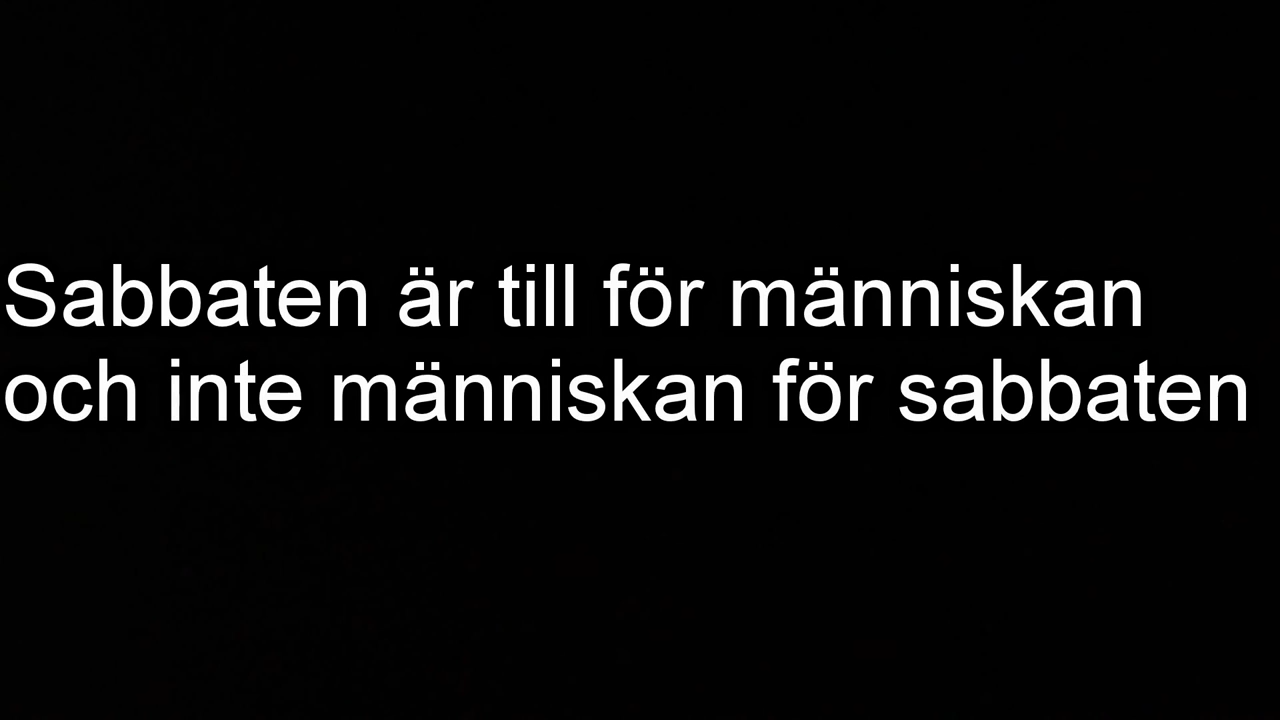 Sabbaten är till för människan
och inte människan för sabbaten